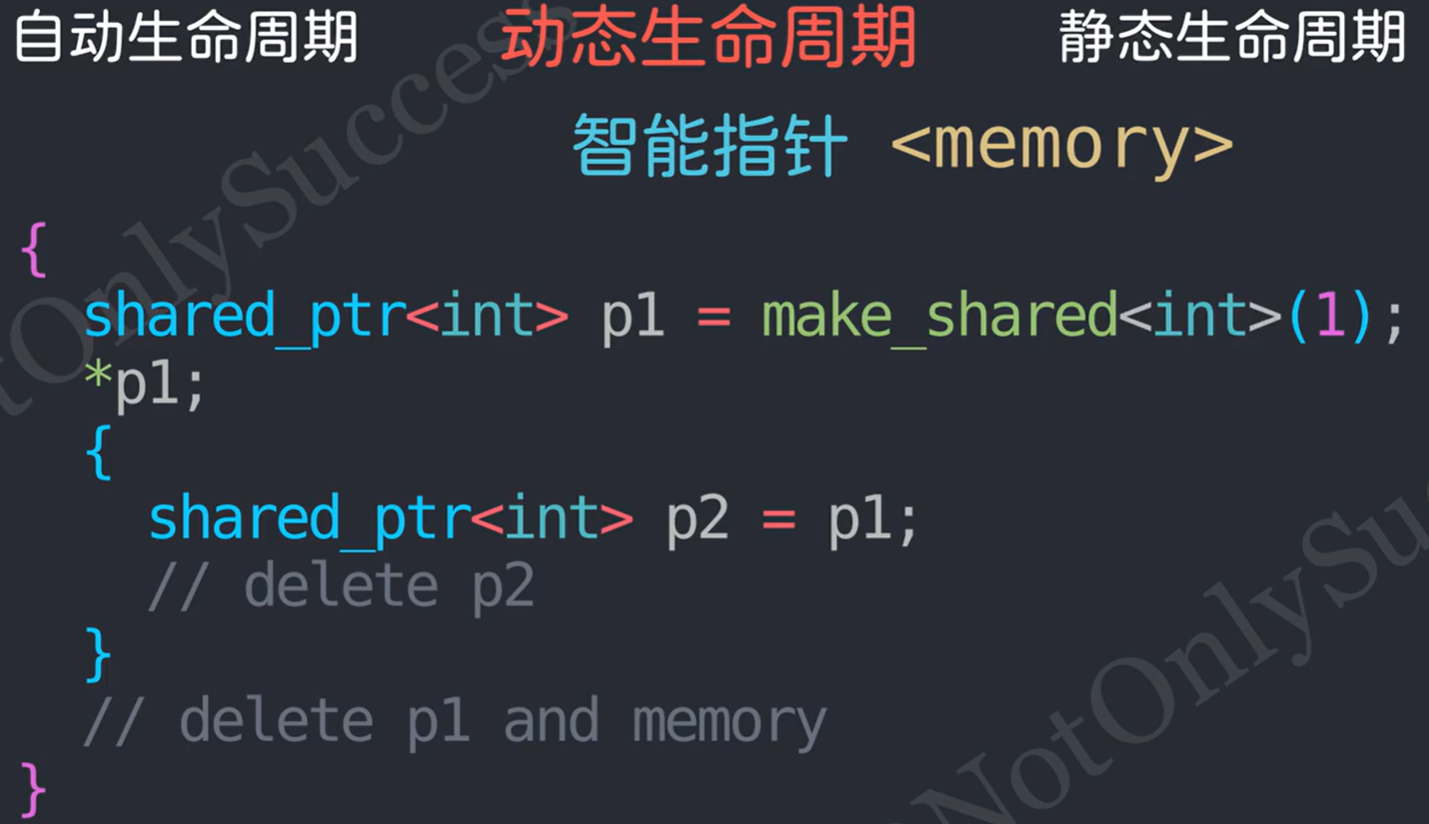 自动生命周期 动态生命周期 静态生命周期
智能指针 <memory>
{
shared_ptr<int> p1 = make_shared<int>(1);
*p1;
{
shared_ptr<int> p2 = p1;
// delete p2
}
// delete p1 and memory
}
NotOnlySuccess
NotOnlySu